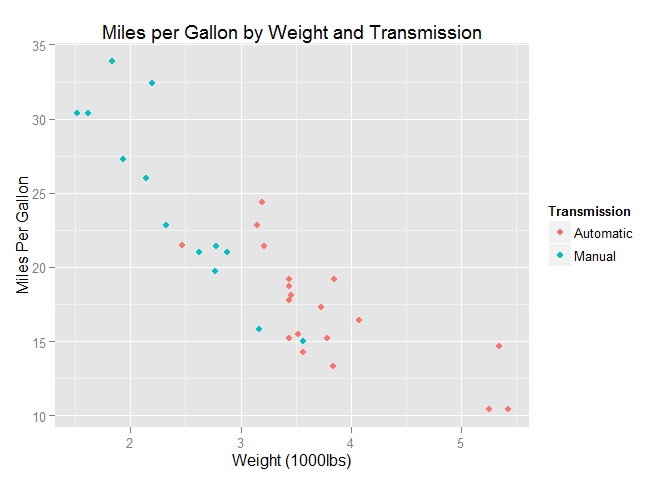 Miles per Gallon by Weight and Transmission
35
30
25
20
15
10
Miles Per Gallon
2
3
4
5
Weight (1000lbs)
Transmission
Automatic
Manual